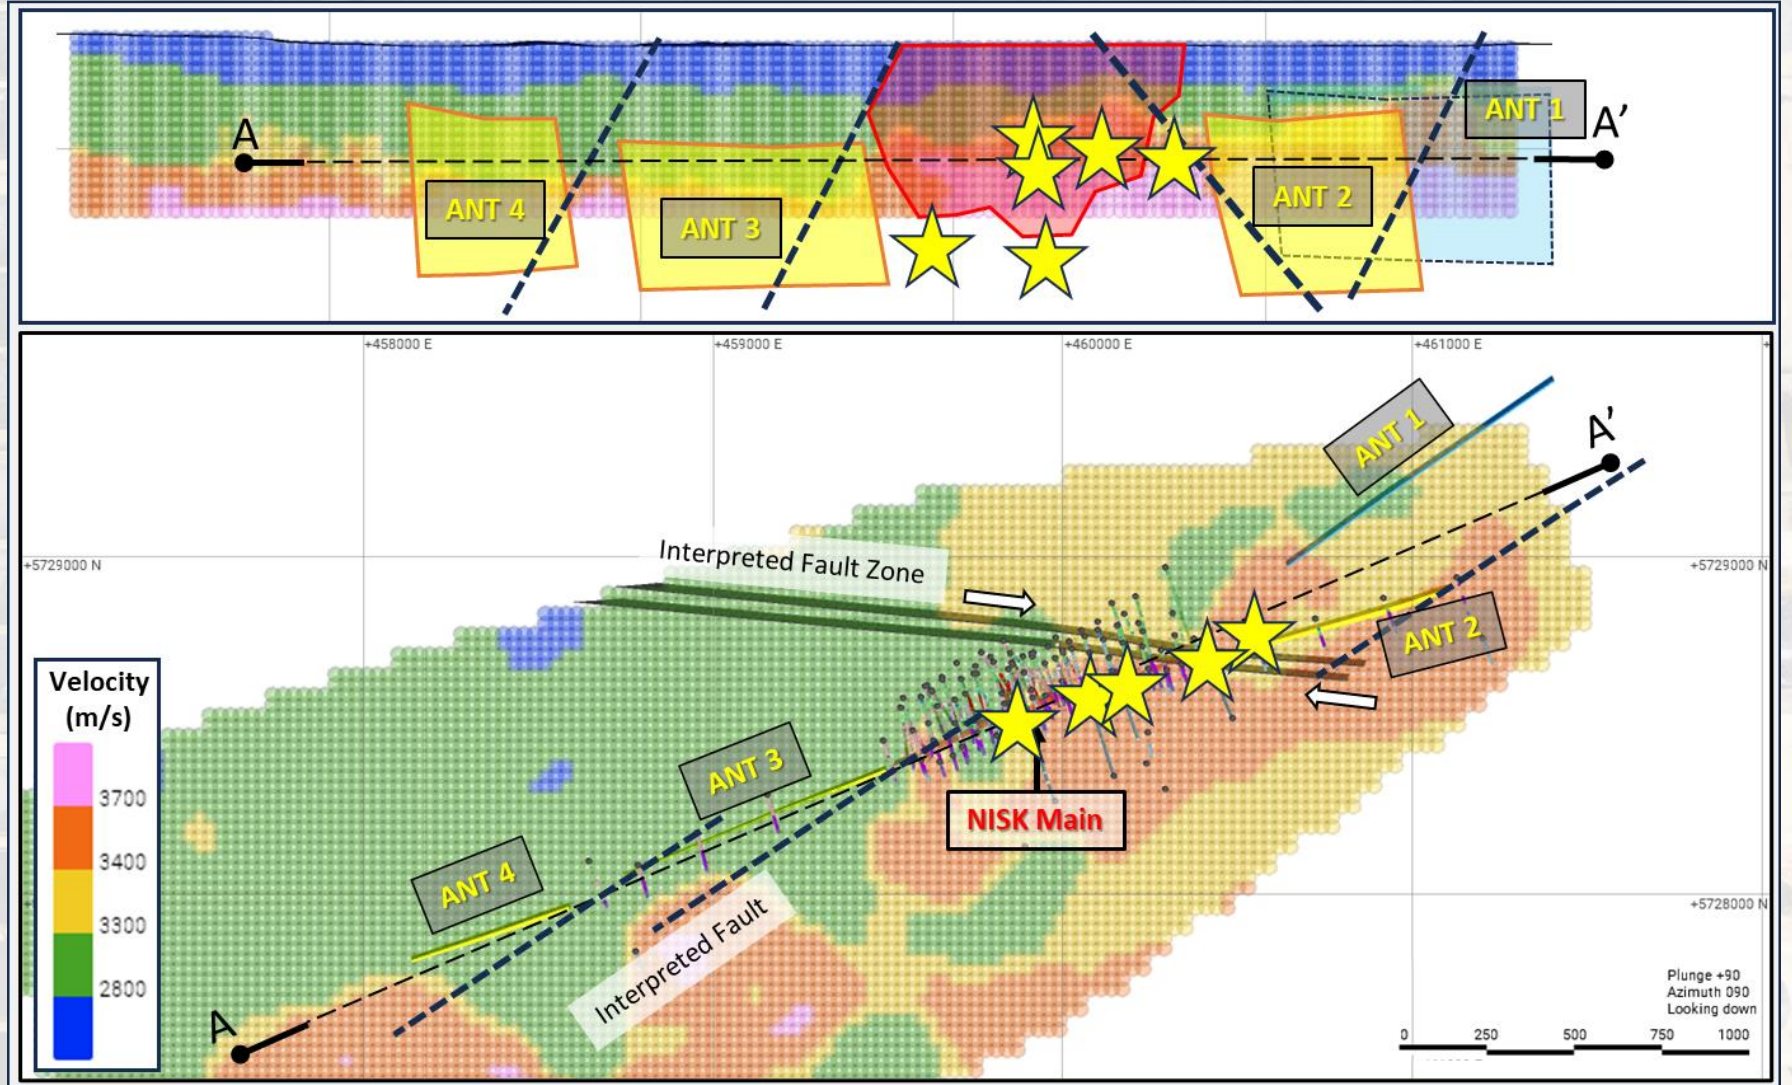 A
A'
ANT 1
ANT 4
ANT 3
ANT 2
+458000 E
+459000 E
+460000 E
+461000 E
ANT 1
A'
Interpreted Fault Zone
+5729000 N
+5729000 N
ANT 2
Velocity
(m/s)
3700
3400
3300
2800
ANT 3
NISK Main
ANT 4
Interpreted Fault
+5728000 N
A
Plunge +90
Azimuth 090
Looking down
0 250 500 750 1000